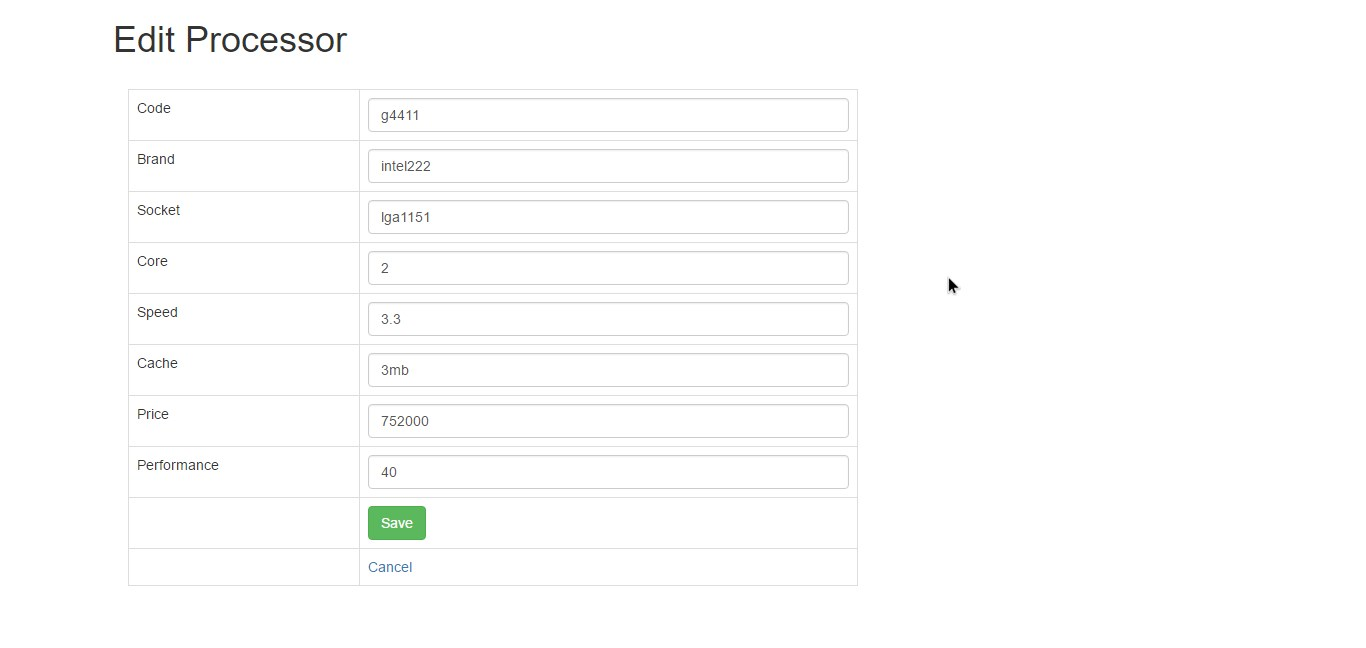 Edit Processor
Code g4411
Brand intel222
Socket lga1151
Core 2
Speed 3.3
Cache 3mb
Price 752000
Performance 40
Save
Cancel